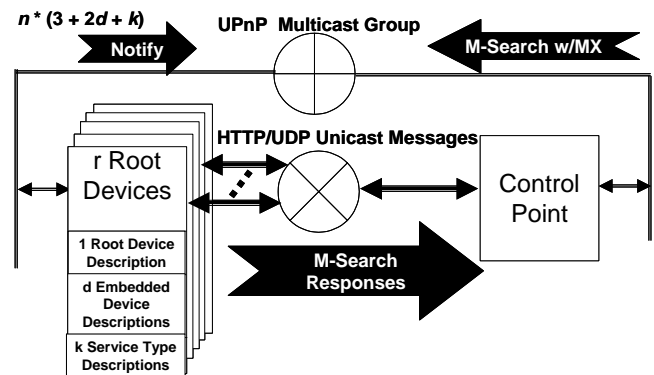 n * (3 + 2d + k)
UPnP Multicast Group
Notify
M-Search w/MX
HTTP/UDP Unicast Messages
r Root
Devices
Control
Point
1 Root Device
Description
d Embedded
Device
Descriptions
k Service Type
Descriptions
M-Search
Responses